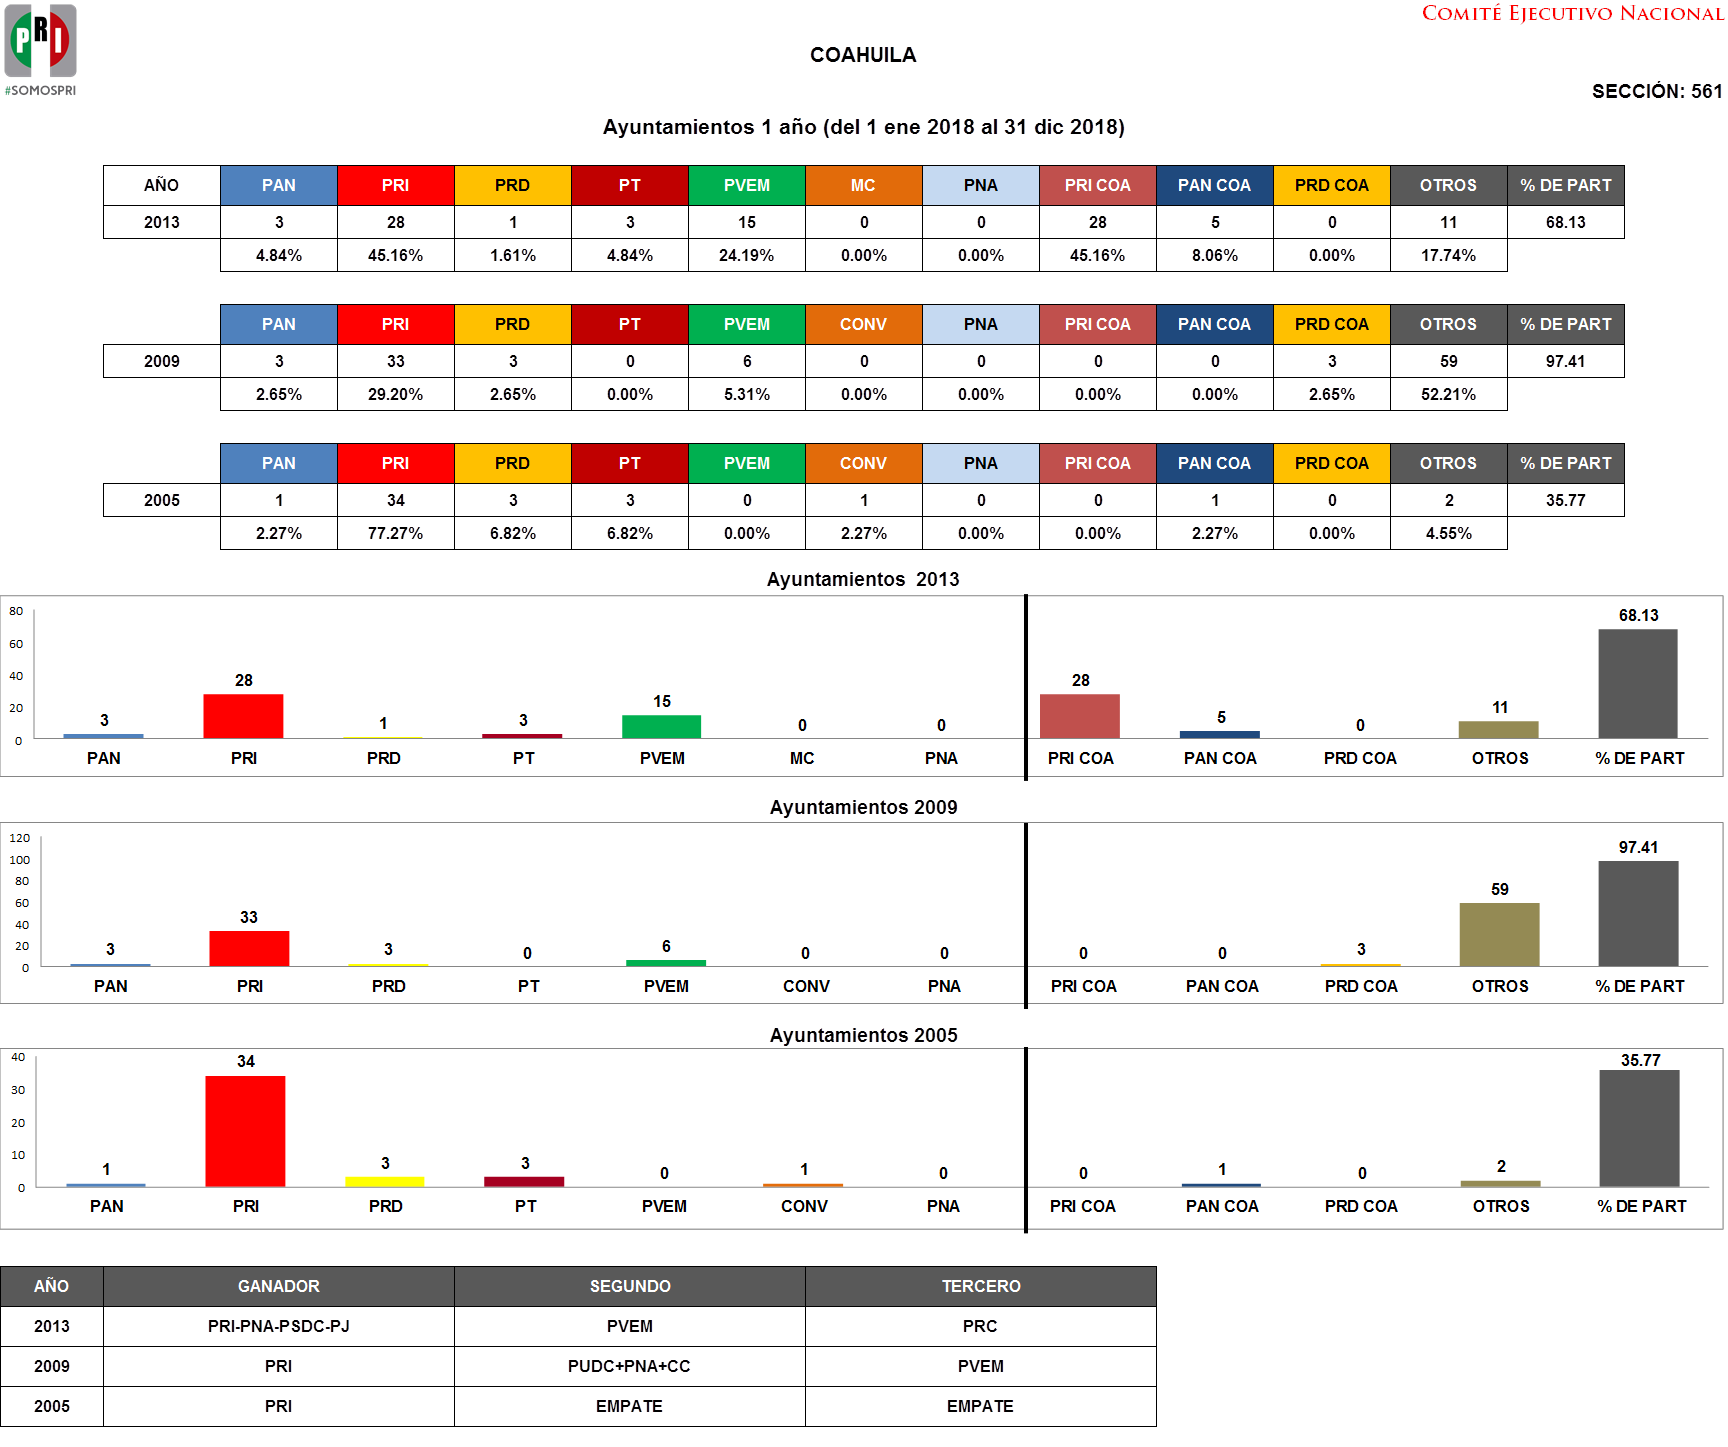 PRI
#SOMOSPRI
COMITÉ EJECUTIVO NACIONAL
COAHUILA
SECCIÓN: 561
Ayuntamientos 1 año (del 1 ene 2018 al 31 dic 2018)
AÑO PAN PRI PRD PT PVEM MC PNA PRI COA PAN COA PRD COA OTROS % DE PART
2013 3 28 1 3 15 0 0 28 5 0 11 68.13
4.84% 45.16% 1.61% 4.84% 24.19% 0.00% 0.00% 45.16% 8.06% 0.00% 17.74%
PAN PRI PRD PT PVEM CONV PNA PRI COA PAN COA PRD COA OTROS % DE PART
2009 3 33 3 0 6 0 0 0 0 3 59 97.41
2.65% 29.20% 2.65% 0.00% 5.31% 0.00% 0.00% 0.00% 0.00% 2.65% 52.21%
PAN PRI PRD PT PVEM CONV PNA PRI COA PAN COA PRD COA OTROS % DE PART
2005 1 34 3 3 0 1 0 0 1 0 2 35.77
2.27% 77.27% 6.82% 6.82% 0.00% 2.27% 0.00% 0.00% 2.27% 0.00% 4.55%
Ayuntamientos 2013
80
60
40
20
0
3 28 1 3 15 0 0 28 5 0 11 68.13
PAN PRI PRD PT PVEM MC PNA PRI COA PAN COA PRD COA OTROS % DE PART
Ayuntamientos 2009
120
100
80
60
40
20
0
3 33 3 0 6 0 0 0 0 3 59 97.41
PAN PRI PRD PT PVEM CONV PNA PRI COA PAN COA PRD COA OTROS % DE PART
Ayuntamientos 2005
40
30
20
10
0
1 34 3 3 0 1 0 0 1 0 2 35.77
PAN PRI PRD PT PVEM CONV PNA PRI COA PAN COA PRD COA OTROS % DE PART
AÑO GANADOR SEGUNDO TERCERO
2013 PRI-PNA-PSDC-PJ PVEM PRC
2009 PRI PUDC+PNA+CC PVEM
2005 PRI EMPATE EMPATE